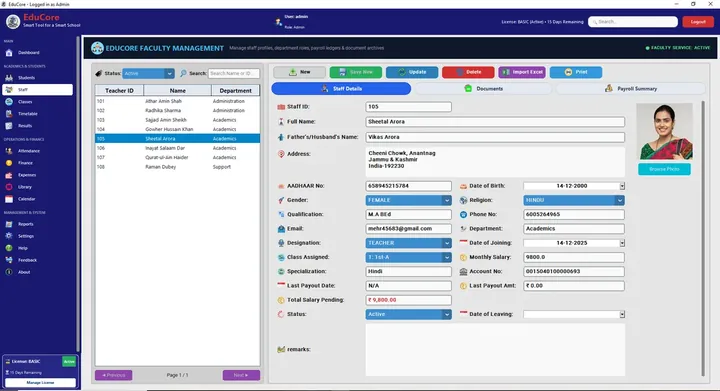 EduCore - Logged in as Admin
EduCore
Smart Tool for a Smart School
User: admin
Role: Admin
License: BASIC (Active) • 15 Days Remaining
Search...
Logout
MAIN
Dashboard
ACADEMICS & STUDENTS
Students
Staff
Classes
Timetable
Results
OPERATIONS & FINANCE
Attendance
Finance
Expenses
Library
Calendar
MANAGEMENT & SYSTEM
Reports
Settings
Help
Feedback
About
License: BASIC
Active
15 Days Remaining
Manage License
EDUCORE FACULTY MANAGEMENT
Manage staff profiles, department roles, payroll ledgers & document archives
FACULTY SERVICE: ACTIVE
Status:
Active
Search:
Search Name or ID...
Teacher ID Name Department
101 Jithar Amin Shah Administration
102 Radhika Sharma Administration
103 Sajad Amin Sheikh Academics
104 Gowher Hussain Khan Academics
105 Sheetal Arora Academics
106 Inayat Salaam Dar Academics
107 Qurat-ul-ain Haider Academics
108 Raman Dubay Support
Previous
Page 1 / 1
Next
New
Save New
Update
Delete
Import Excel
Print
Staff Details
Documents
Payroll Summary
Staff ID: 105
Full Name: Sheetal Arora
Father's/Husband's Name: Vikas Arora
Address: Cheeni Chowk, Anantnag
Jammu & Kashmir
India-192230
Browse Photo
AADHAAR No: 658945215784
Date of Birth: 14-12-2000
Gender: FEMALE
Religion: HINDU
Qualification: M.A BEd
Phone No: 6005264965
Email: mehr45683@gmail.com
Department: Academics
Designation: TEACHER
Date of Joining: 14-12-2025
Class Assigned: T: 1st-A
Monthly Salary: 9800.0
Specialization: Hindi
Account No: 0015040100000693
Last Payout Date: N/A
Last Payout Amt: ₹ 0.00
Total Salary Pending: ₹ 9,800.00
Status: Active
Date of Leaving:
remarks: